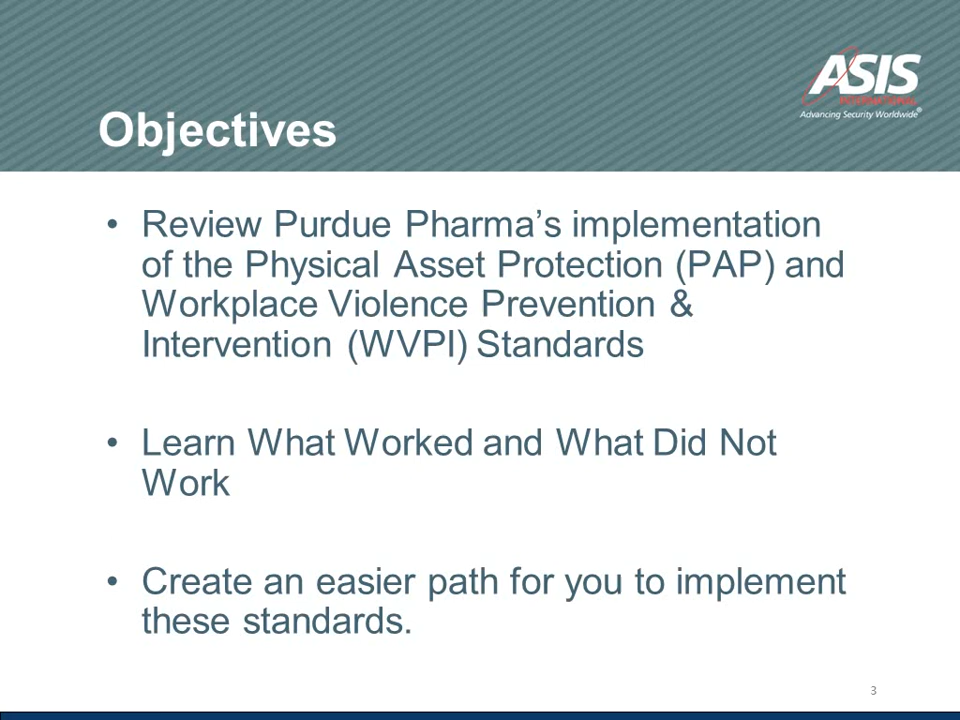 ASIS
INTERNATIONAL
Advancing Security Worldwide®
Objectives
• Review Purdue Pharma’s implementation
of the Physical Asset Protection (PAP) and
Workplace Violence Prevention &
Intervention (WVPI) Standards
• Learn What Worked and What Did Not
Work
• Create an easier path for you to implement
these standards.
3